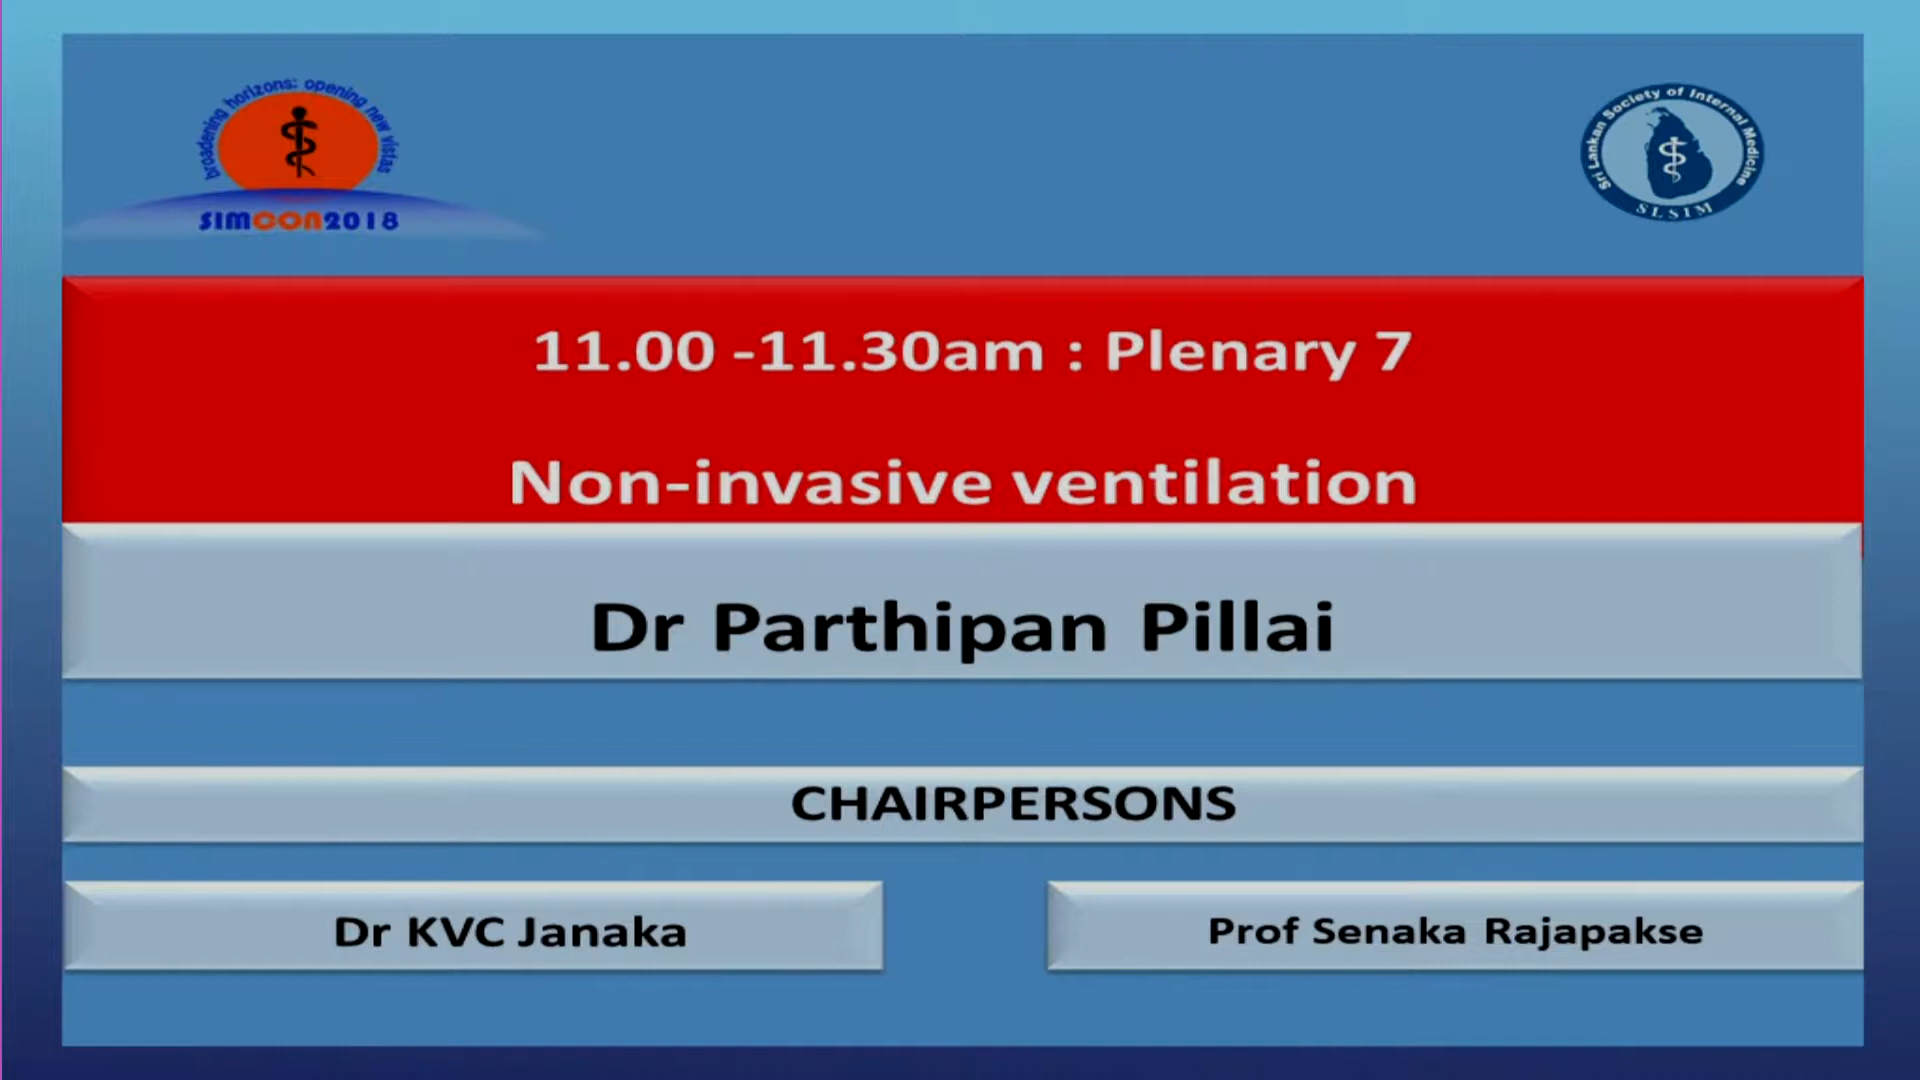 broadening horizons: opening new vistas
SIMCON2018
Sri Lankan Society of Internal Medicine
SLSIM
11.00 -11.30am : Plenary 7
Non-invasive ventilation
Dr Parthipan Pillai
CHAIRPERSONS
Dr KVC Janaka
Prof Senaka Rajapakse